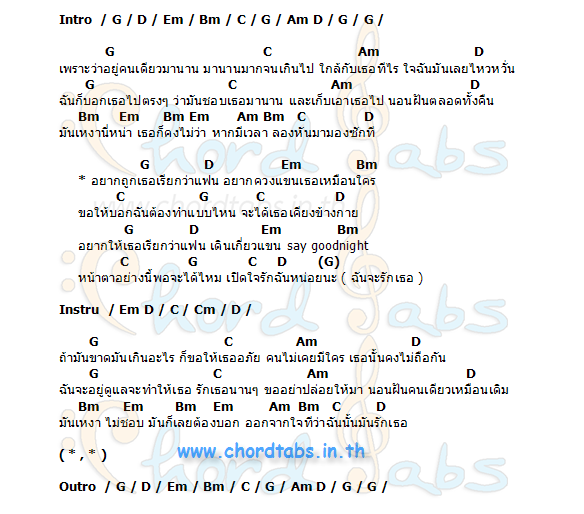 Intro / G / D / Em / Bm / C / G / Am D / G / G /
G C Am D
เพราะว่าอยู่คนเดียวมานาน มานานมากจนเกินไป ใกล้กับเธอทีไร ใจฉันมันเลยไหวหวั่น
G C Am D
ฉันก็บอกเธอไปตรงๆ ว่ามันชอบเธอมานาน และเก็บเอาเธอไป นอนฝันตลอดทั้งคืน
Bm Em Bm Em Am Bm C D
มันเหงานี่หน่า เธอก็คงไม่ว่า หากมีเวลา ลองหันมามองซักที
G D Em Bm
* อยากถูกเธอเรียกว่าแฟน อยากควงแขนเธอเหมือนใคร
C G C D
ขอให้บอกฉันต้องทำแบบไหน จะได้เธอเคียงข้างกาย
G D Em Bm
อยากให้เธอเรียกว่าแฟน เดินเกี่ยวแขน say goodnight
C G C D (G)
หน้าตาอย่างนี้พอจะได้ไหม เปิดใจรักฉันหน่อยนะ ( ฉันจะรักเธอ )
Instru / Em D / C / Cm / D /
G C Am D
ถ้ามันขาดมันเกินอะไร ก็ขอให้เธออภัย คนไม่เคยมีใคร เธอนั้นคงไม่ถือกัน
G C Am D
ฉันจะอยู่ดูแลจะทำให้เธอ รักเธอนานๆ ขออย่าปล่อยให้มา นอนฝันคนเดียวเหมือนเดิม
Bm Em Bm Em Am Bm C D
มันเหงา ไม่ชอบ มันก็เลยต้องบอก ออกจากใจที่ว่าฉันนั้นมันรักเธอ
www.chordtabs.in.th
( * , * )
Outro / G / D / Em / Bm / C / G / Am D / G / G /